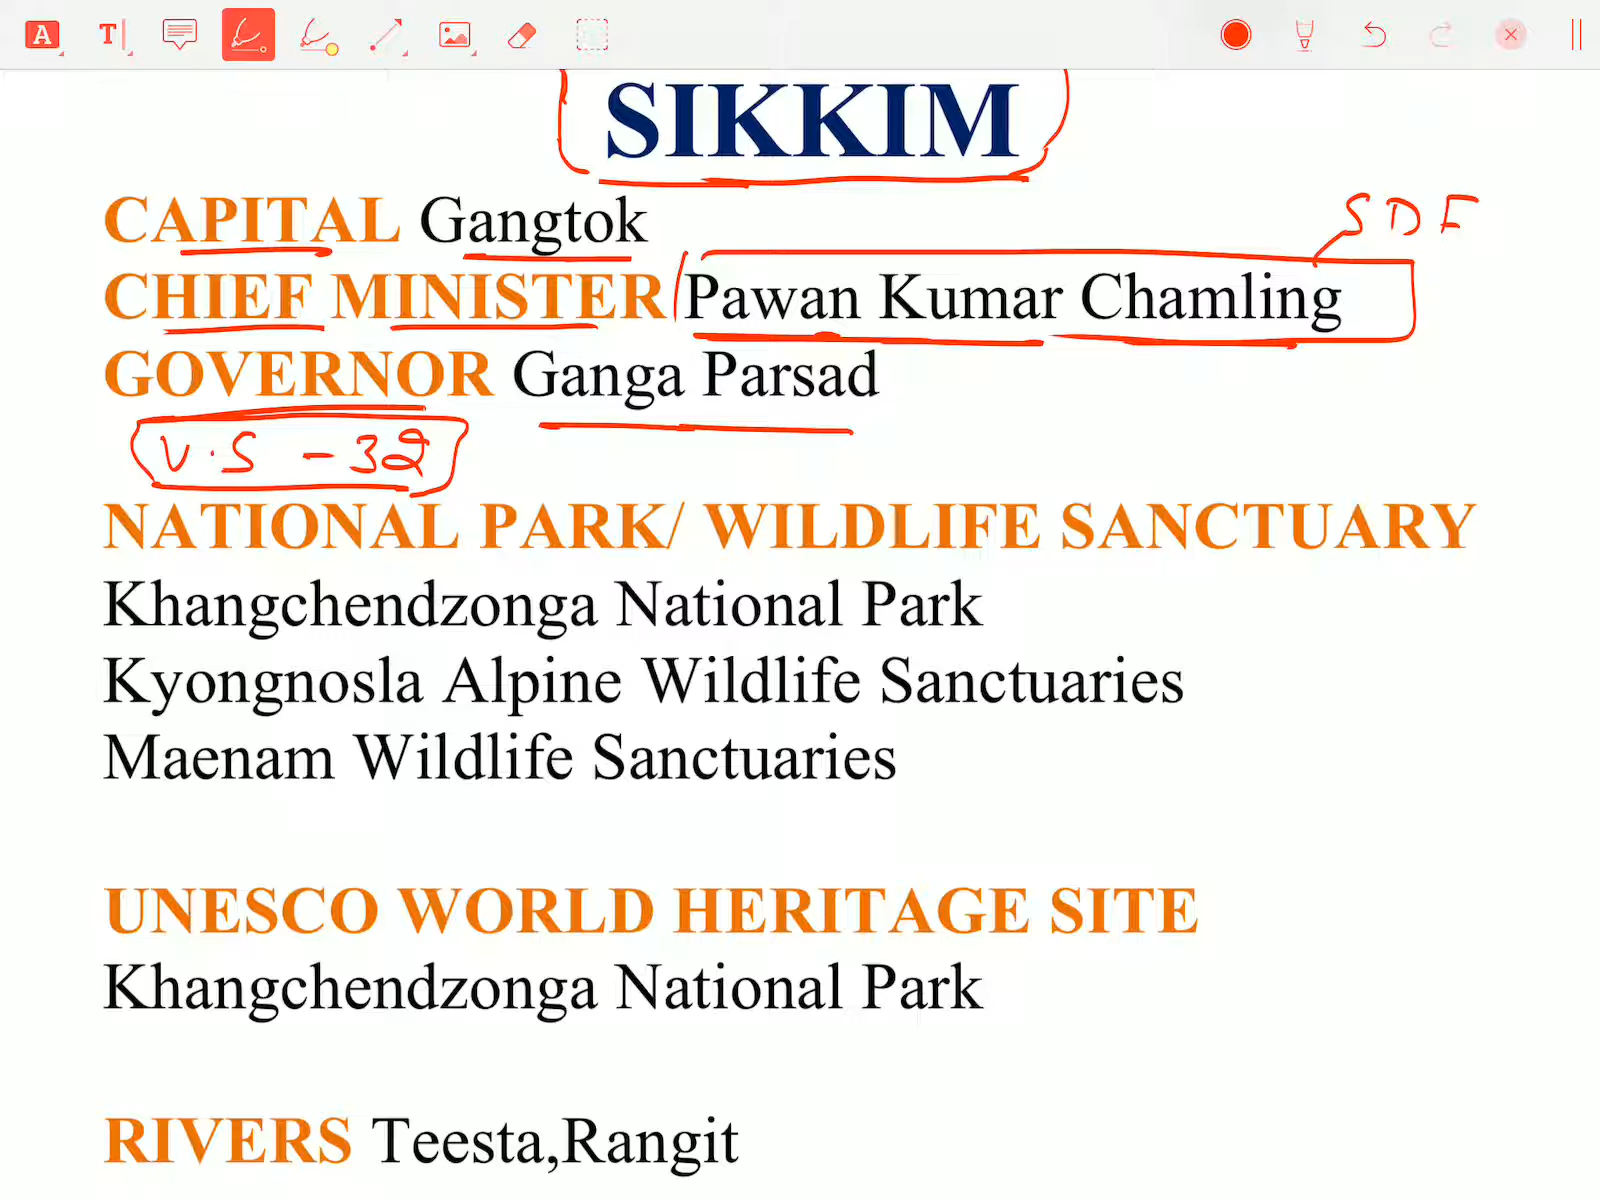 SIKKIM
SDF
CAPITAL Gangtok
CHIEF MINISTER Pawan Kumar Chamling
GOVERNOR Ganga Parsad
V.S - 32
NATIONAL PARK/ WILDLIFE SANCTUARY
Khangchendzonga National Park
Kyongnosla Alpine Wildlife Sanctuaries
Maenam Wildlife Sanctuaries
UNESCO WORLD HERITAGE SITE
Khangchendzonga National Park
RIVERS Teesta,Rangit